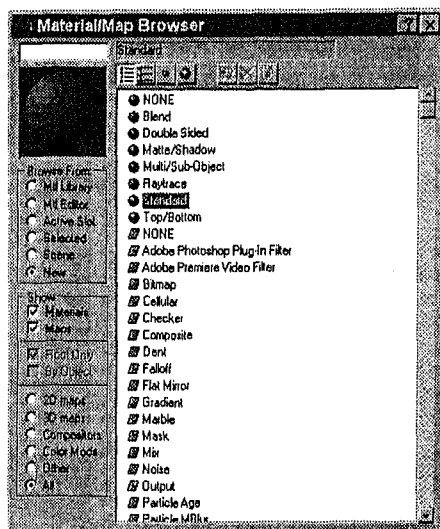 Material/Map Browser
Standard
NONE
Blend
Double Sided
Matte/Shadow
Multi/Sub-Object
Raytrace
Standard
Top/Bottom
NONE
Adobe Photoshop Plug-In Filter
Adobe Premiere Video Filter
Bitmap
Cellular
Checker
Composite
Dent
Falloff
Flat Mirror
Gradient
Marble
Mask
Mix
Noise
Output
Particle Age
Particle MBlur
Browse From:
Mtl Library
Mtl Editor
Active Slot
Selected
Scene
New
Show
Materials
Maps
Root Only
By Object
2D maps
3D maps
Compositors
Color Mods
Other
All